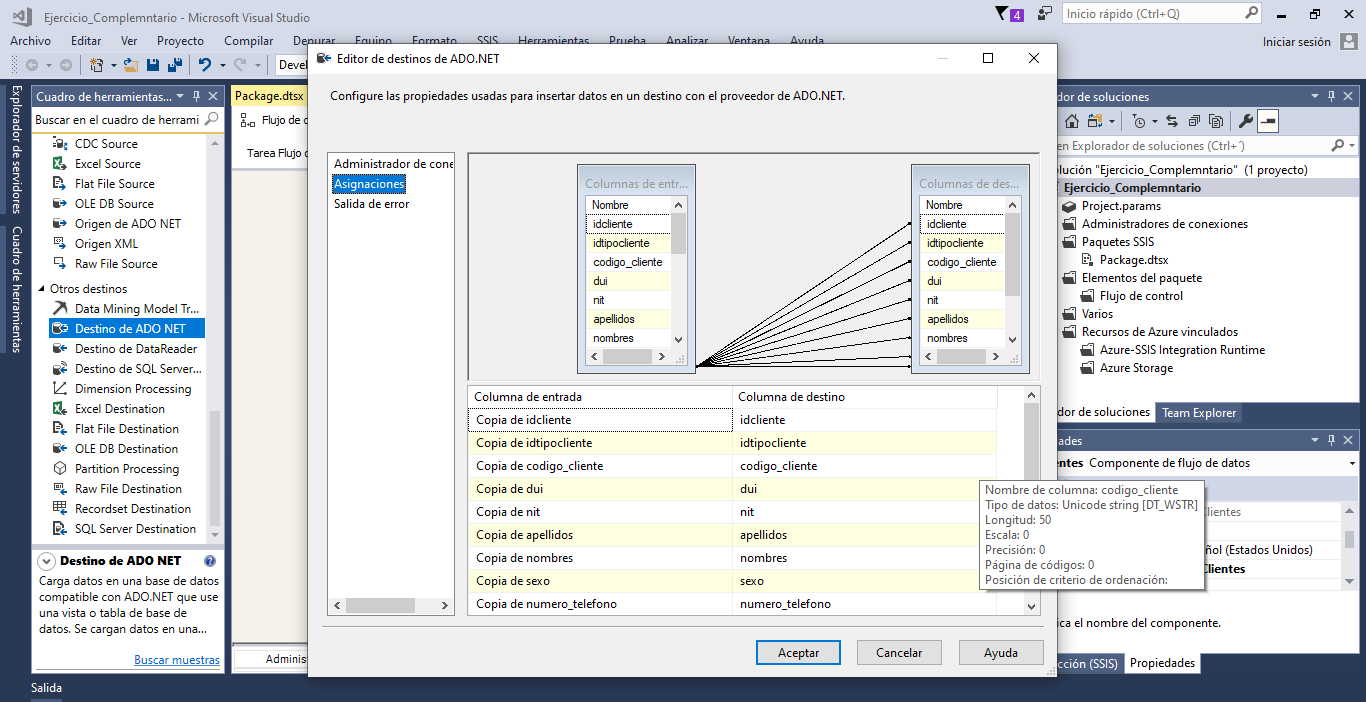 Ejercicio_Complemntario - Microsoft Visual Studio
4
Inicio rápido (Ctrl+Q)
Archivo Editar Ver Proyecto Compilar Depurar Equipo Formato SSIS Herramientas Prueba Analizar Ventana Ayuda
Iniciar sesión
Devel
Explorador de servidores
Cuadro de herramientas
Cuadro de herramientas...
Buscar en el cuadro de herrami
CDC Source
Excel Source
Flat File Source
OLE DB Source
Origen de ADO NET
Origen XML
Raw File Source
Otros destinos
Data Mining Model Tr...
Destino de ADO NET
Destino de DataReader
Destino de SQL Server...
Dimension Processing
Excel Destination
Flat File Destination
OLE DB Destination
Partition Processing
Raw File Destination
Recordset Destination
SQL Server Destination
Destino de ADO NET
Carga datos en una base de datos
compatible con ADO.NET que use
una vista o tabla de base de
datos. Se cargan datos en una...
Buscar muestras
Salida
Package.dtsx
Flujo de c
Tarea Flujo d
Adminis
Editor de destinos de ADO.NET
Configure las propiedades usadas para insertar datos en un destino con el proveedor de ADO.NET.
Administrador de cone
Asignaciones
Salida de error
Columnas de entr...
Nombre
idcliente
idtipocliente
codigo_cliente
dui
nit
apellidos
nombres
Columnas de des...
Nombre
idcliente
idtipocliente
codigo_cliente
dui
nit
apellidos
nombres
Columna de entrada Columna de destino
Copia de idcliente idcliente
Copia de idtipocliente idtipocliente
Copia de codigo_cliente codigo_cliente
Copia de dui dui
Copia de nit nit
Copia de apellidos apellidos
Copia de nombres nombres
Copia de sexo sexo
Copia de numero_telefono numero_telefono
Aceptar Cancelar Ayuda
Nombre de columna: codigo_cliente
Tipo de datos: Unicode string [DT_WSTR]
Longitud: 50
Escala: 0
Precisión: 0
Página de códigos: 0
Posición de criterio de ordenación:
dor de soluciones
en Explorador de soluciones (Ctrl+´)
olución "Ejercicio_Complemntario" (1 proyecto)
Ejercicio_Complemntario
Project.params
Administradores de conexiones
Paquetes SSIS
Package.dtsx
Elementos del paquete
Flujo de control
Varios
Recursos de Azure vinculados
Azure-SSIS Integration Runtime
Azure Storage
dor de soluciones Team Explorer
dades
entes Componente de flujo de datos
Clientes
ñol (Estados Unidos)
Clientes
ica el nombre del componente.
cción (SSIS) Propiedades